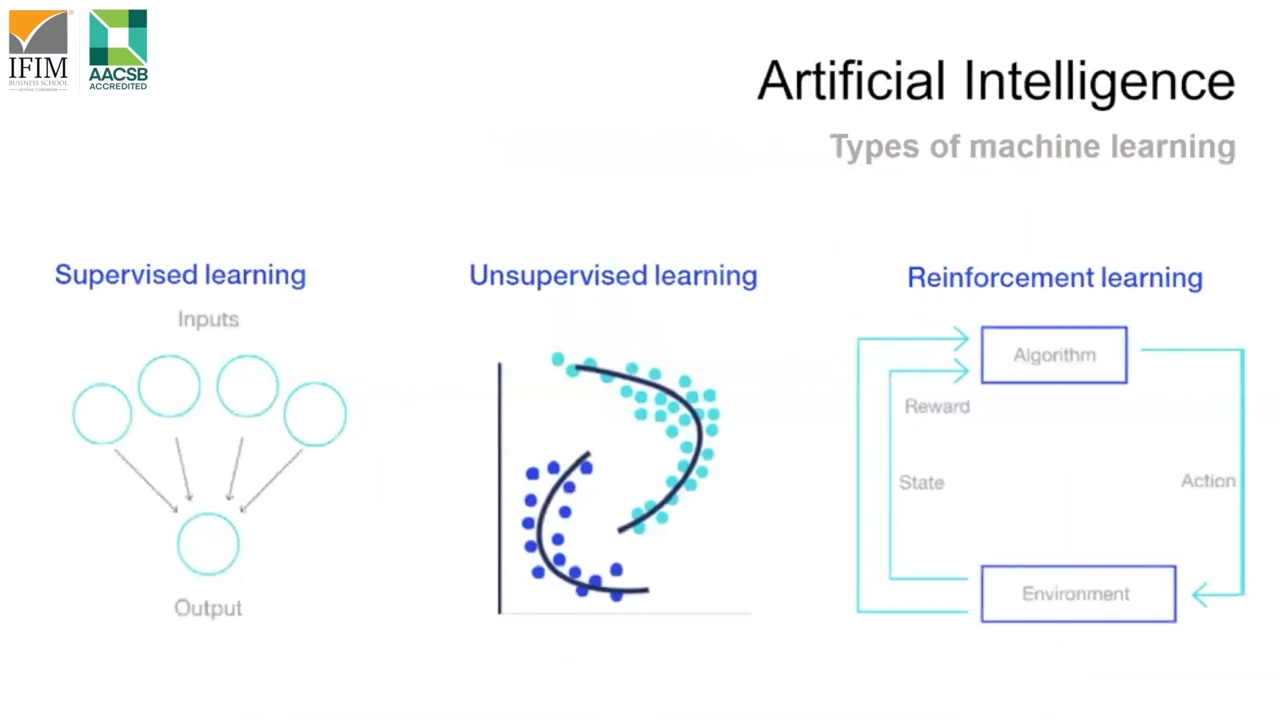 IFIM
BUSINESS SCHOOL
AACSB
ACCREDITED
Artificial Intelligence
Types of machine learning
Supervised learning
Inputs
Output
Unsupervised learning
Reinforcement learning
Algorithm
Reward
State
Action
Environment